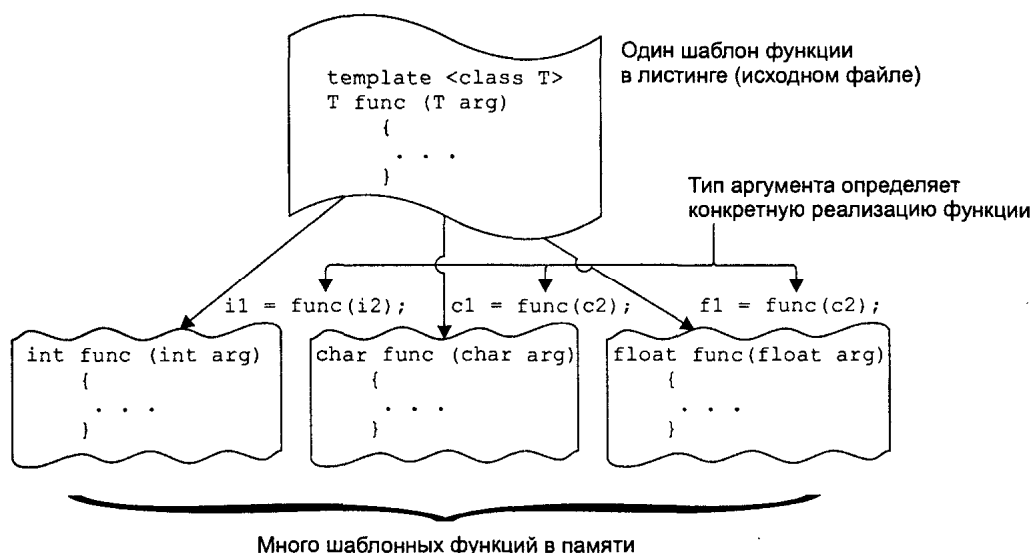 template <class T>
T func (T arg)
{
. . .
}
Один шаблон функции
в листинге (исходном файле)
Тип аргумента определяет
конкретную реализацию функции
i1 = func(i2);
c1 = func(c2);
f1 = func(c2);
int func (int arg)
{
. . .
}
char func (char arg)
{
. . .
}
float func(float arg)
{
. . .
}
Много шаблонных функций в памяти